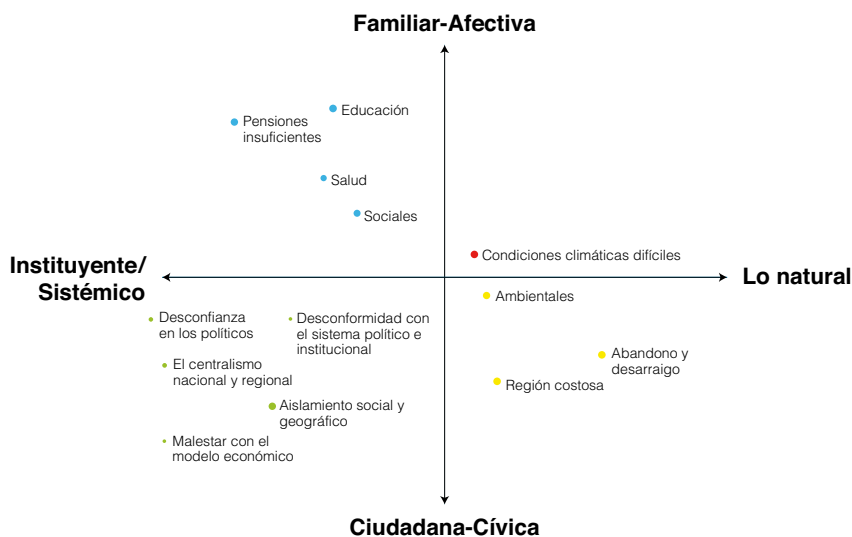 Familiar-Afectiva
Educación
Pensiones
insuficientes
Salud
Sociales
Condiciones climáticas difíciles
Instituyente/
Sistémico
Lo natural
Ambientales
Desconfianza
en los políticos
Desconformidad con
el sistema político e
institucional
El centralismo
nacional y regional
Abandono y
desarraigo
Región costosa
Aislamiento social y
geográfico
Malestar con el
modelo económico
Ciudadana-Cívica